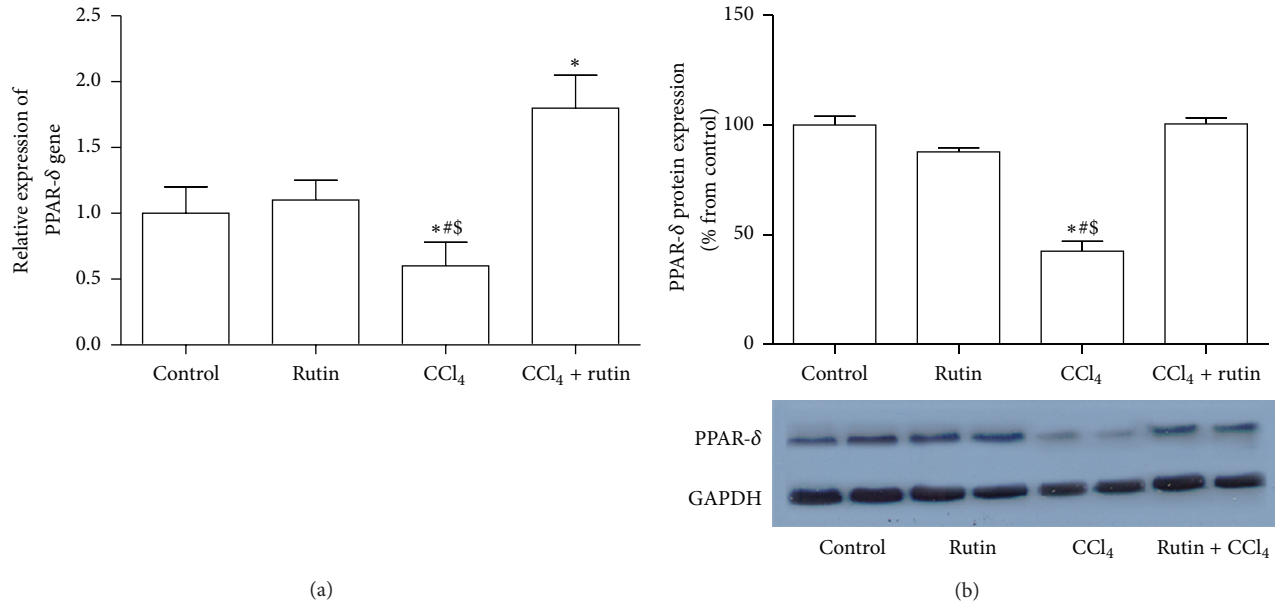 Relative expression of
PPAR-δ gene
2.5
2.0
1.5
1.0
0.5
0.0
*
*#$
Control
Rutin
CCl₄
CCl₄ + rutin
(a)
PPAR-δ protein expression
(% from control)
150
100
50
0
*#$
Control
Rutin
CCl₄
CCl₄ + rutin
PPAR-δ
GAPDH
Control
Rutin
CCl₄
Rutin + CCl₄
(b)